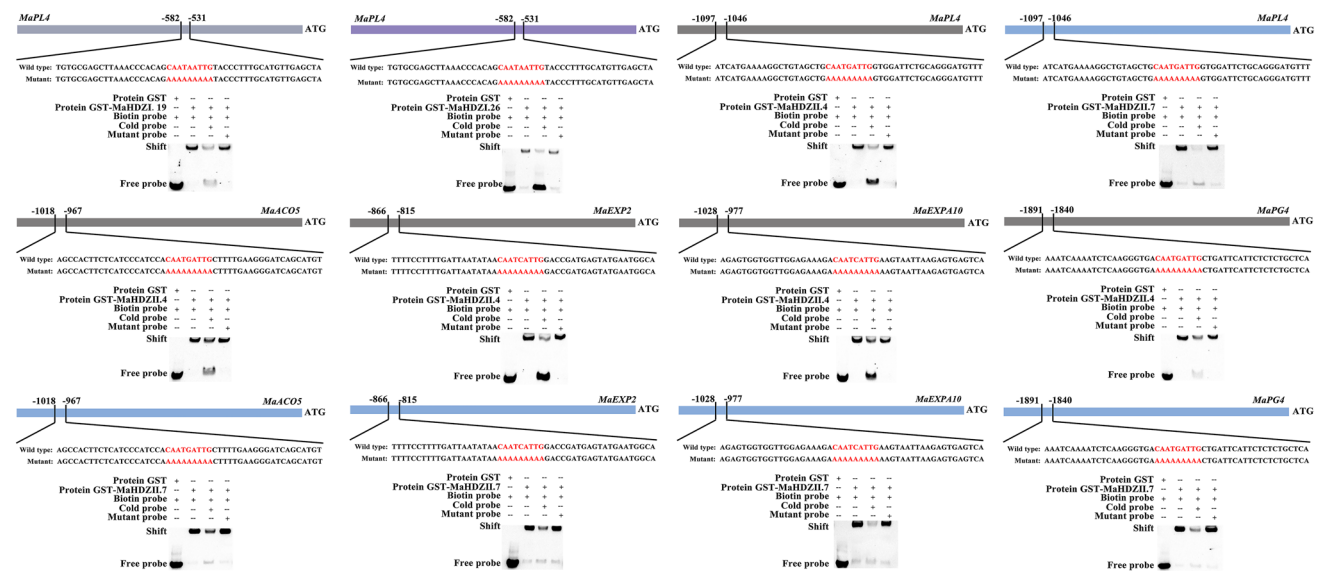 -582 -531
MaPL4
ATG
Wild type: TGTGCGAGCTTAAACCCACAGCAATAATTGTACCCTTTGCATGTTGAGCTA
Mutant: TGTGCGAGCTTAAACCCACAGAAAAAAAAATACCCTTTGCATGTTGAGCTA
Protein GST + -- -- --
Protein GST-MaHDZI.19 -- + + +
Biotin probe + + + +
Cold probe -- -- + --
Mutant probe -- -- -- +
Shift
Free probe
-582 -531
MaPL4
ATG
Wild type: TGTGCGAGCTTAAACCCACAGCAATAATTGTACCCTTTGCATGTTGAGCTA
Mutant: TGTGCGAGCTTAAACCCACAGAAAAAAAAATACCCTTTGCATGTTGAGCTA
Protein GST + -- -- --
Protein GST-MaHDZI.26 -- + + +
Biotin probe + + + +
Cold probe -- -- + --
Mutant probe -- -- -- +
Shift
Free probe
-1097 -1046
MaPL4
ATG
Wild type: ATCATGAAAAGGCTGTAGCTGCAATGATTGGTGGATTCTGCAGGGATGTTT
Mutant: ATCATGAAAAGGCTGTAGCTGAAAAAAAAAGTGGATTCTGCAGGGATGTTT
Protein GST + -- -- --
Protein GST-MaHDZII.4 -- + + +
Biotin probe + + + +
Cold probe -- -- + --
Mutant probe -- -- -- +
Shift
Free probe
-1097 -1046
MaPL4
ATG
Wild type: ATCATGAAAAGGCTGTAGCTGCAATGATTGGTGGATTCTGCAGGGATGTTT
Mutant: ATCATGAAAAGGCTGTAGCTGAAAAAAAAAGTGGATTCTGCAGGGATGTTT
Protein GST + -- -- --
Protein GST-MaHDZII.7 -- + + +
Biotin probe + + + +
Cold probe -- -- + --
Mutant probe -- -- -- +
Shift
Free probe
-1018 -967
MaACO5
ATG
Wild type: AGCCACTTCTCATCCCATCCACAATGATTGCTTTTGAAGGGATCAGCATGT
Mutant: AGCCACTTCTCATCCCATCCAAAAAAAAAACTTTTGAAGGGATCAGCATGT
Protein GST + -- -- --
Protein GST-MaHDZII.4 -- + + +
Biotin probe + + + +
Cold probe -- -- + --
Mutant probe -- -- -- +
Shift
Free probe
-866 -815
MaEXP2
ATG
Wild type: TTTTCCTTTTGATTAATATAACAATCATTGGACCGATGAGTATGAATGGCA
Mutant: TTTTCCTTTTGATTAATATAAAAAAAAAAAGACCGATGAGTATGAATGGCA
Protein GST + -- -- --
Protein GST-MaHDZII.4 -- + + +
Biotin probe + + + +
Cold probe -- -- + --
Mutant probe -- -- -- +
Shift
Free probe
-1028 -977
MaEXPA10
ATG
Wild type: AGAGTGGTGGTTGGAGAAAGACAATCATTGAAGTAATTAAGAGTGAGTCA
Mutant: AGAGTGGTGGTTGGAGAAAGAAAAAAAAAAAAGTAATTAAGAGTGAGTCA
Protein GST + -- -- --
Protein GST-MaHDZII.4 -- + + +
Biotin probe + + + +
Cold probe -- -- + --
Mutant probe -- -- -- +
Shift
Free probe
-1891 -1840
MaPG4
ATG
Wild type: AAATCAAAATCTCAAGGGTGACAATGATTGCTGATTCATTCTCTCTGCTCA
Mutant: AAATCAAAATCTCAAGGGTGAAAAAAAAAACTGATTCATTCTCTCTGCTCA
Protein GST + -- -- --
Protein GST-MaHDZII.4 -- + + +
Biotin probe + + + +
Cold probe -- -- + --
Mutant probe -- -- -- +
Shift
Free probe
-1018 -967
MaACO5
ATG
Wild type: AGCCACTTCTCATCCCATCCACAATGATTGCTTTTGAAGGGATCAGCATGT
Mutant: AGCCACTTCTCATCCCATCCAAAAAAAAAACTTTTGAAGGGATCAGCATGT
Protein GST + -- -- --
Protein GST-MaHDZII.7 -- + + +
Biotin probe + + + +
Cold probe -- -- + --
Mutant probe -- -- -- +
Shift
Free probe
-866 -815
MaEXP2
ATG
Wild type: TTTTCCTTTTGATTAATATAACAATCATTGGACCGATGAGTATGAATGGCA
Mutant: TTTTCCTTTTGATTAATATAAAAAAAAAAAGACCGATGAGTATGAATGGCA
Protein GST + -- -- --
Protein GST-MaHDZII.7 -- + + +
Biotin probe + + + +
Cold probe -- -- + --
Mutant probe -- -- -- +
Shift
Free probe
-1028 -977
MaEXPA10
ATG
Wild type: AGAGTGGTGGTTGGAGAAAGACAATCATTGAAGTAATTAAGAGTGAGTCA
Mutant: AGAGTGGTGGTTGGAGAAAGAAAAAAAAAAAAGTAATTAAGAGTGAGTCA
Protein GST + -- -- --
Protein GST-MaHDZII.7 -- + + +
Biotin probe + + + +
Cold probe -- -- + --
Mutant probe -- -- -- +
Shift
Free probe
-1891 -1840
MaPG4
ATG
Wild type: AAATCAAAATCTCAAGGGTGACAATGATTGCTGATTCATTCTCTCTGCTCA
Mutant: AAATCAAAATCTCAAGGGTGAAAAAAAAAACTGATTCATTCTCTCTGCTCA
Protein GST + -- -- --
Protein GST-MaHDZII.7 -- + + +
Biotin probe + + + +
Cold probe -- -- + --
Mutant probe -- -- -- +
Shift
Free probe